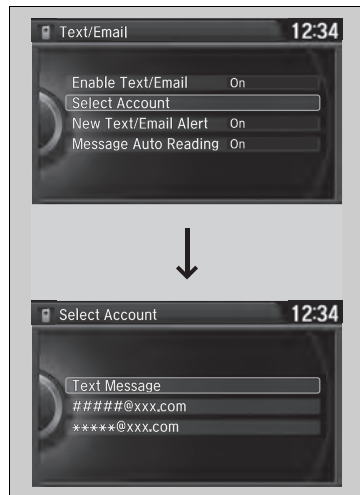 Text/Email 12:34
Enable Text/Email On
Select Account
New Text/Email Alert On
Message Auto Reading On
Select Account 12:34
Text Message
#####@xxx.com
*****@xxx.com